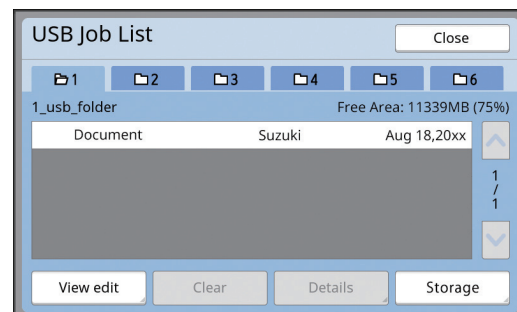 USB Job List
Close
1 2 3 4 5 6
1_usb_folder Free Area: 11339MB (75%)
Document Suzuki Aug 18,20xx
1
/
1
View edit Clear Details Storage